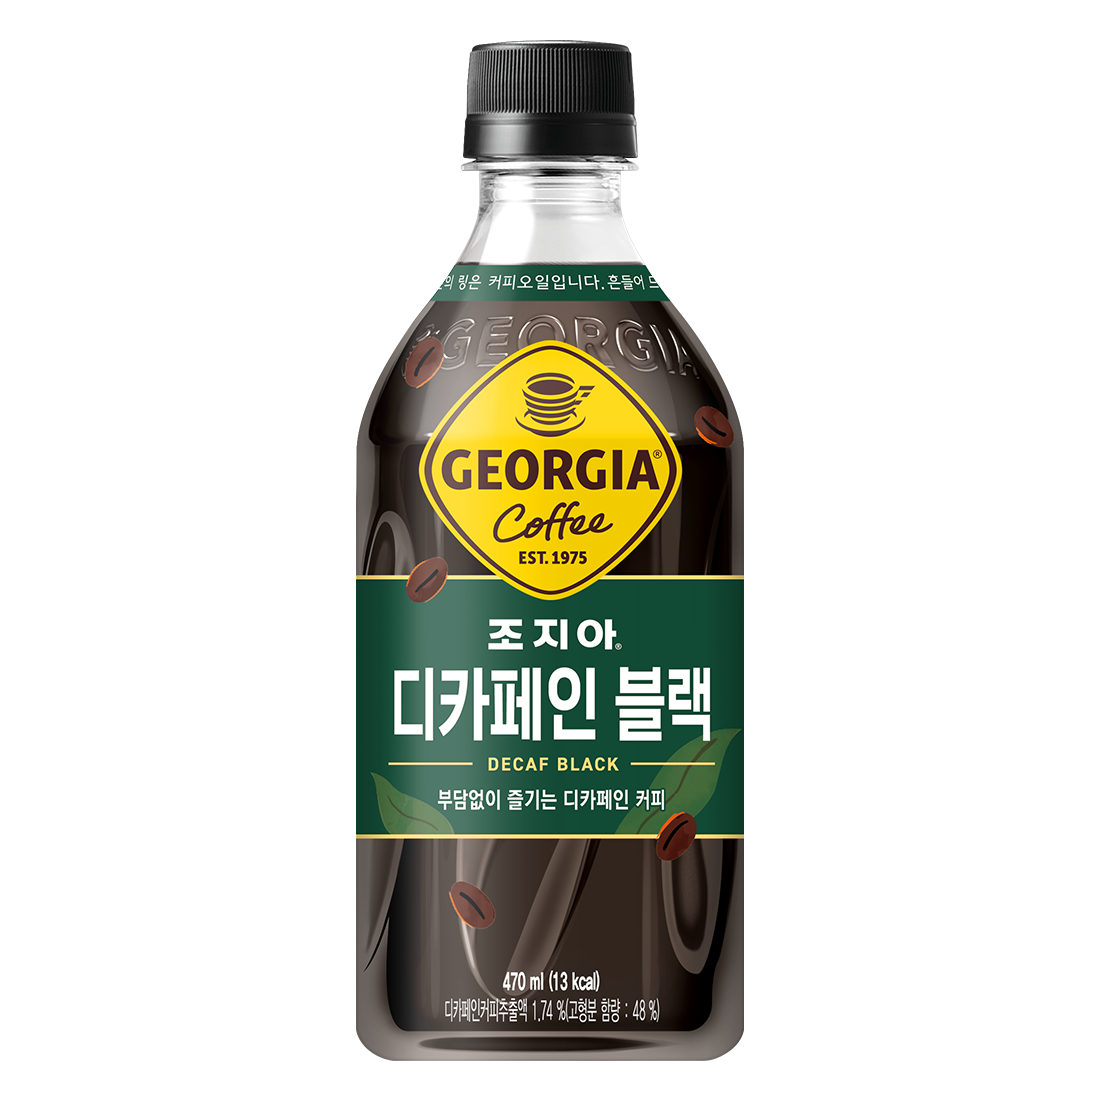 링은 커피오일입니다. 흔들어
GEORGIA
GEORGIA®
Coffee
EST. 1975
조지아®
디카페인 블랙
DECAF BLACK
부담없이 즐기는 디카페인 커피
470 ml (13 kcal)
디카페인커피추출액 1.74 %(고형분 함량 : 48 %)